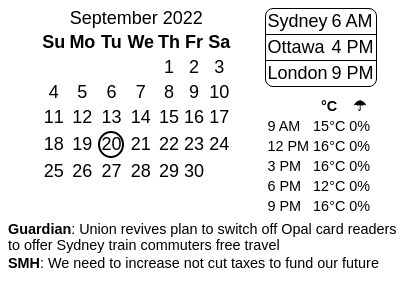 September 2022
Su Mo Tu We Th Fr Sa
1 2 3
4 5 6 7 8 9 10
11 12 13 14 15 16 17
18 19 20 21 22 23 24
25 26 27 28 29 30
Sydney 6 AM
Ottawa 4 PM
London 9 PM
°C ☂
9 AM 15°C 0%
12 PM 16°C 0%
3 PM 16°C 0%
6 PM 12°C 0%
9 PM 16°C 0%
Guardian: Union revives plan to switch off Opal card readers
to offer Sydney train commuters free travel
SMH: We need to increase not cut taxes to fund our future